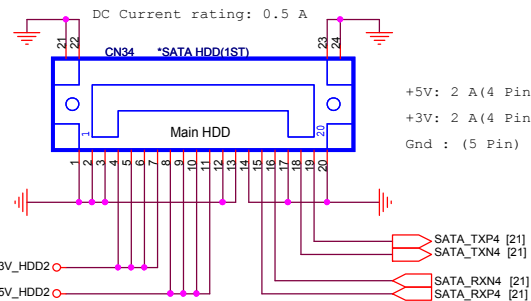 DC Current rating: 0.5 A
21 22 23 24
CN34 *SATA HDD(1ST)
+5V: 2 A(4 Pin
1 Main HDD 20
+3V: 2 A(4 Pin
Gnd : (5 Pin)
1 2 3 4 5 6 7 8 9 10 11 12 13 14 15 16 17 18 19 20
SATA_TXP4 [21]
SATA_TXN4 [21]
3V_HDD2
SATA_RXN4 [21]
5V_HDD2
SATA_RXP4 [21]